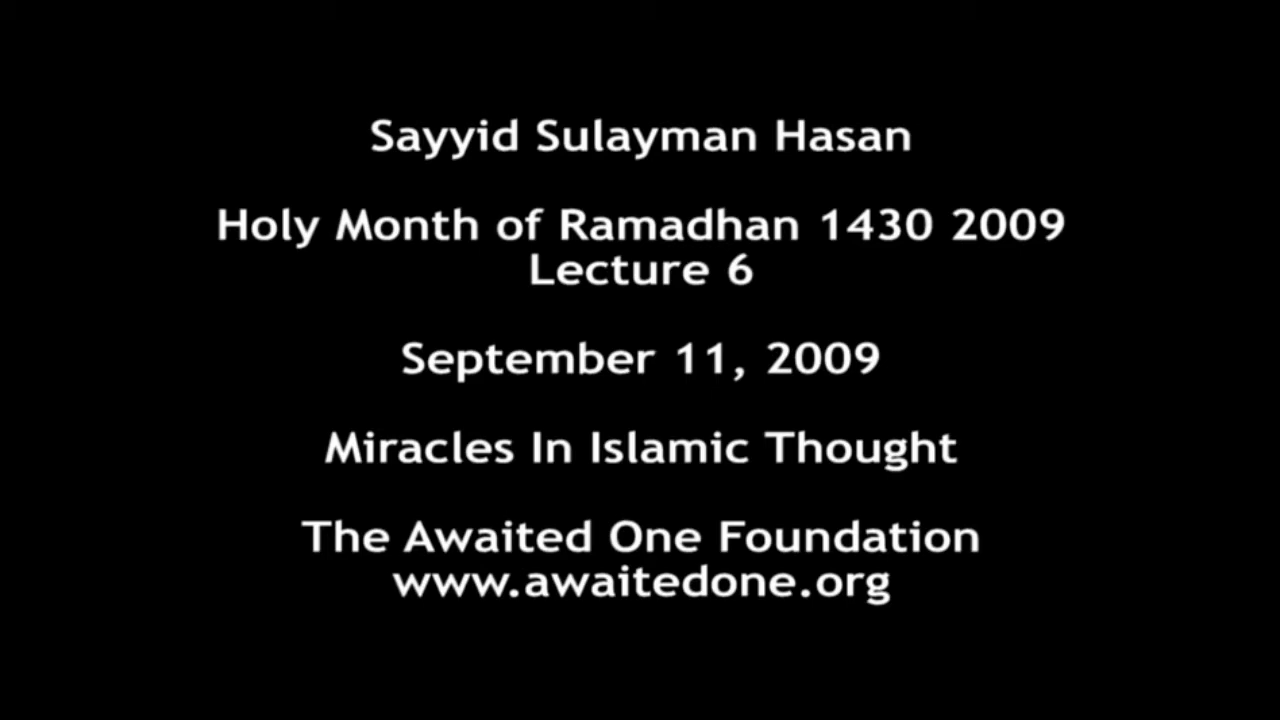 Sayyid Sulayman Hasan
Holy Month of Ramadhan 1430 2009
Lecture 6
September 11, 2009
Miracles In Islamic Thought
The Awaited One Foundation
www.awaitedone.org